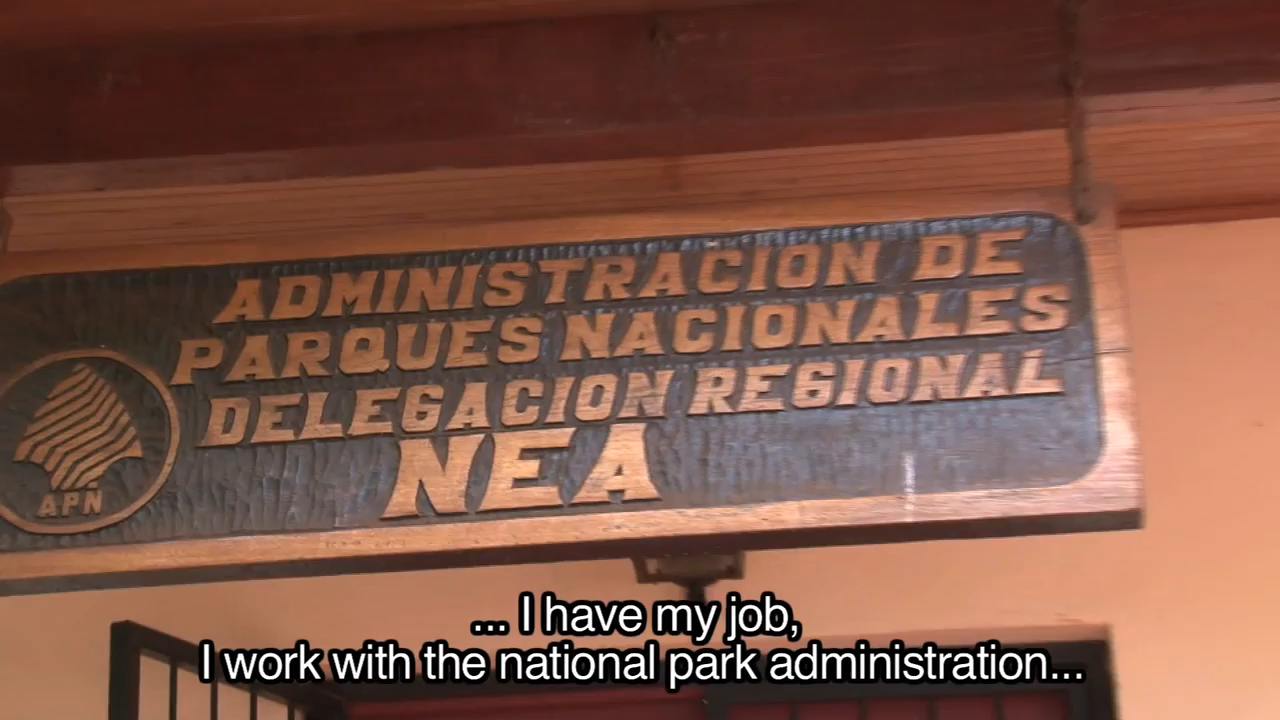 ADMINISTRACION DE
PARQUES NACIONALES
DELEGACION REGIONAL
NEA
APN
... I have my job,
I work with the national park administration...